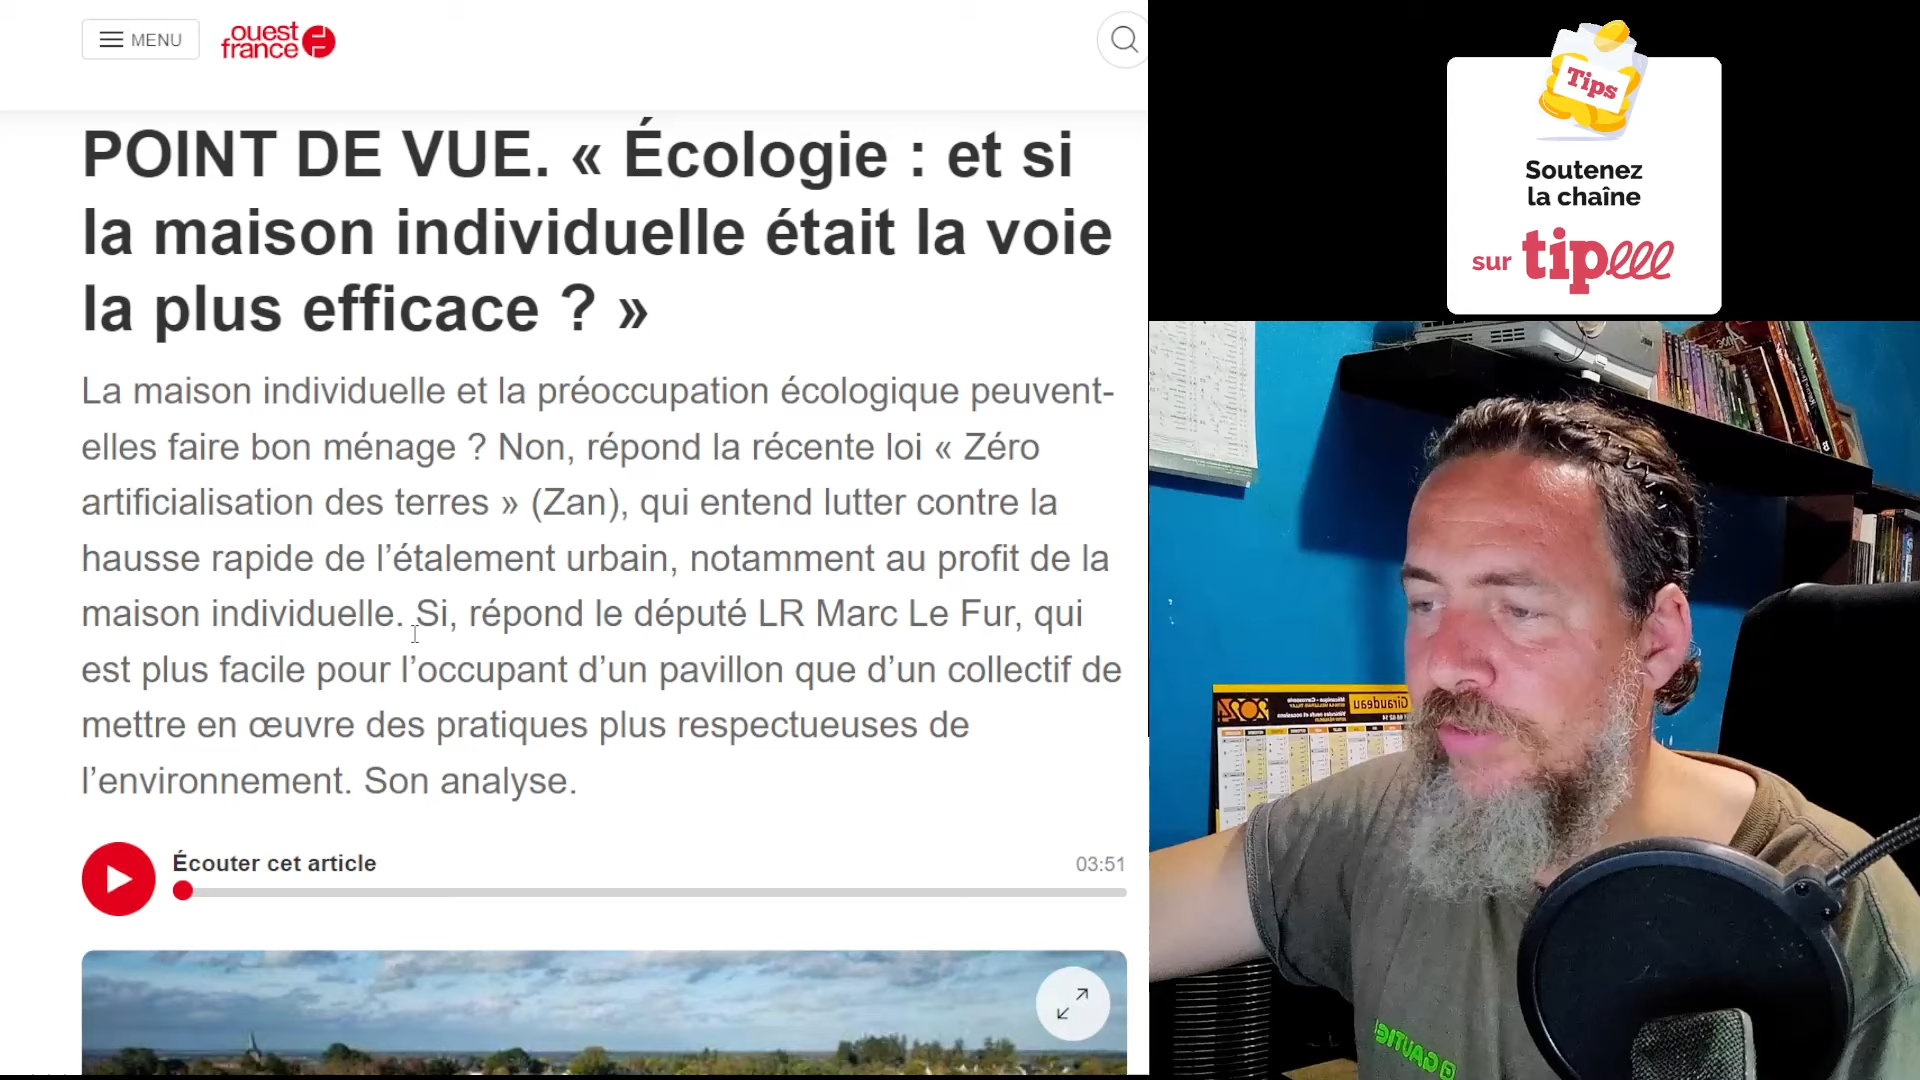 MENU
ouest
france
POINT DE VUE. « Écologie : et si
la maison individuelle était la voie
la plus efficace ? »
La maison individuelle et la préoccupation écologique peuvent-
elles faire bon ménage ? Non, répond la récente loi « Zéro
artificialisation des terres » (Zan), qui entend lutter contre la
hausse rapide de l’étalement urbain, notamment au profit de la
maison individuelle. Si, répond le député LR Marc Le Fur, qui
est plus facile pour l’occupant d’un pavillon que d’un collectif de
mettre en œuvre des pratiques plus respectueuses de
l’environnement. Son analyse.
Écouter cet article
03:51
Tips
Soutenez
la chaîne
sur tipeee
Giraudeau
2024